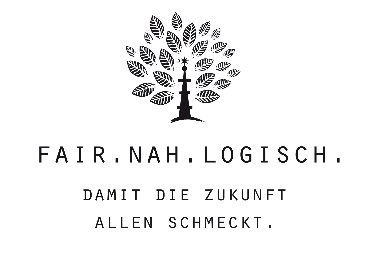 FAIR.NAH.LOGISCH.
DAMIT DIE ZUKUNFT
ALLEN SCHMECKT.